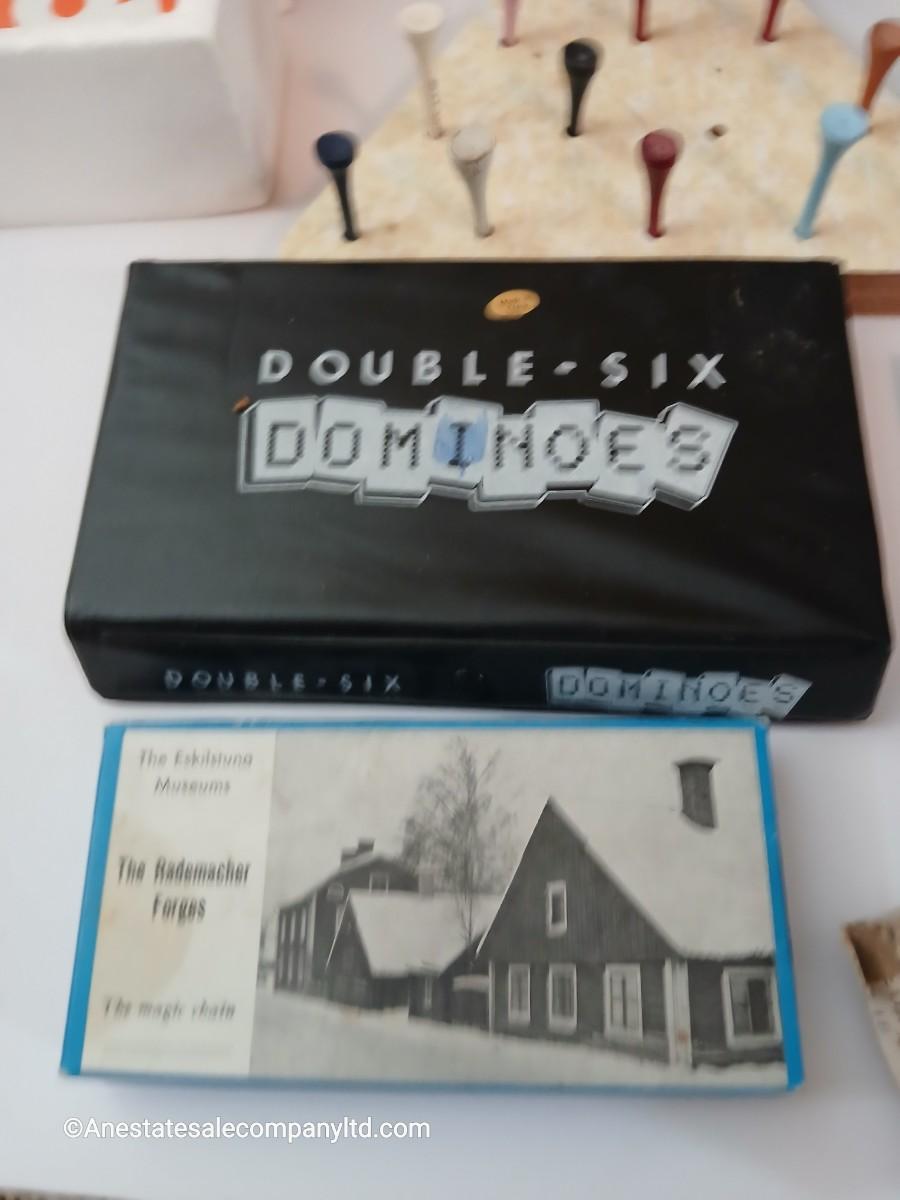 DOUBLE-SIX
DOMINOES
DOUBLE-SIX
DOMINOES
The Eskilstuna
Museums
The Rademacher
Forges
The magic chain
©Anestatesalecompanyltd.com